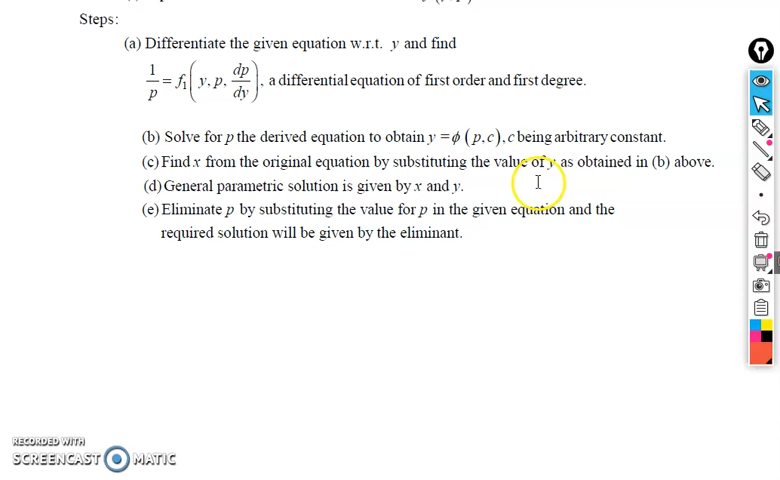 Steps:
(a) Differentiate the given equation w.r.t. y and find
1/p = f₁(y, p, dp/dy), a differential equation of first order and first degree.
(b) Solve for p the derived equation to obtain y = ϕ (p, c), c being arbitrary constant.
(c) Find x from the original equation by substituting the value of y as obtained in (b) above.
(d) General parametric solution is given by x and y.
(e) Eliminate p by substituting the value for p in the given equation and the
required solution will be given by the eliminant.
RECORDED WITH
SCREENCAST MATIC